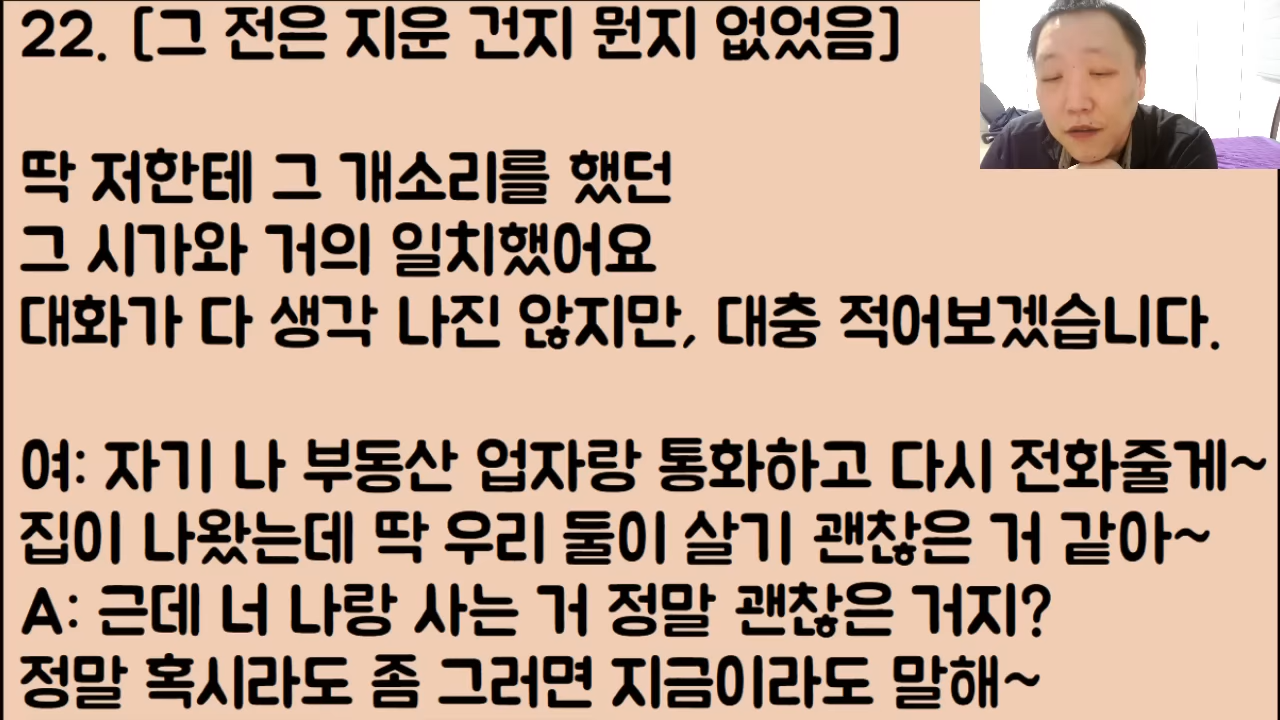 22. [그 전은 지운 건지 뭔지 없었음]
딱 저한테 그 개소리를 했던
그 시가와 거의 일치했어요
대화가 다 생각 나진 않지만, 대충 적어보겠습니다.
여: 자기 나 부동산 업자랑 통화하고 다시 전화줄게~
집이 나왔는데 딱 우리 둘이 살기 괜찮은 거 같아~
A: 근데 너 나랑 사는 거 정말 괜찮은 거지?
정말 혹시라도 좀 그러면 지금이라도 말해~